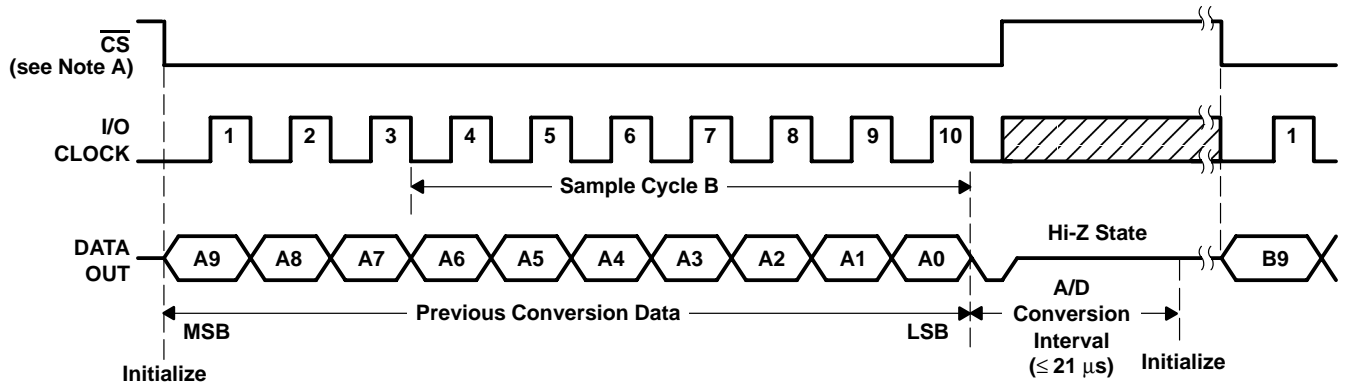 CS
(see Note A)
I/O
CLOCK
1 2 3 4 5 6 7 8 9 10 1
Sample Cycle B
DATA
OUT
A9 A8 A7 A6 A5 A4 A3 A2 A1 A0 B9
Hi-Z State
Previous Conversion Data
MSB
LSB
A/D
Conversion
Interval
(≤ 21 μs)
Initialize
Initialize